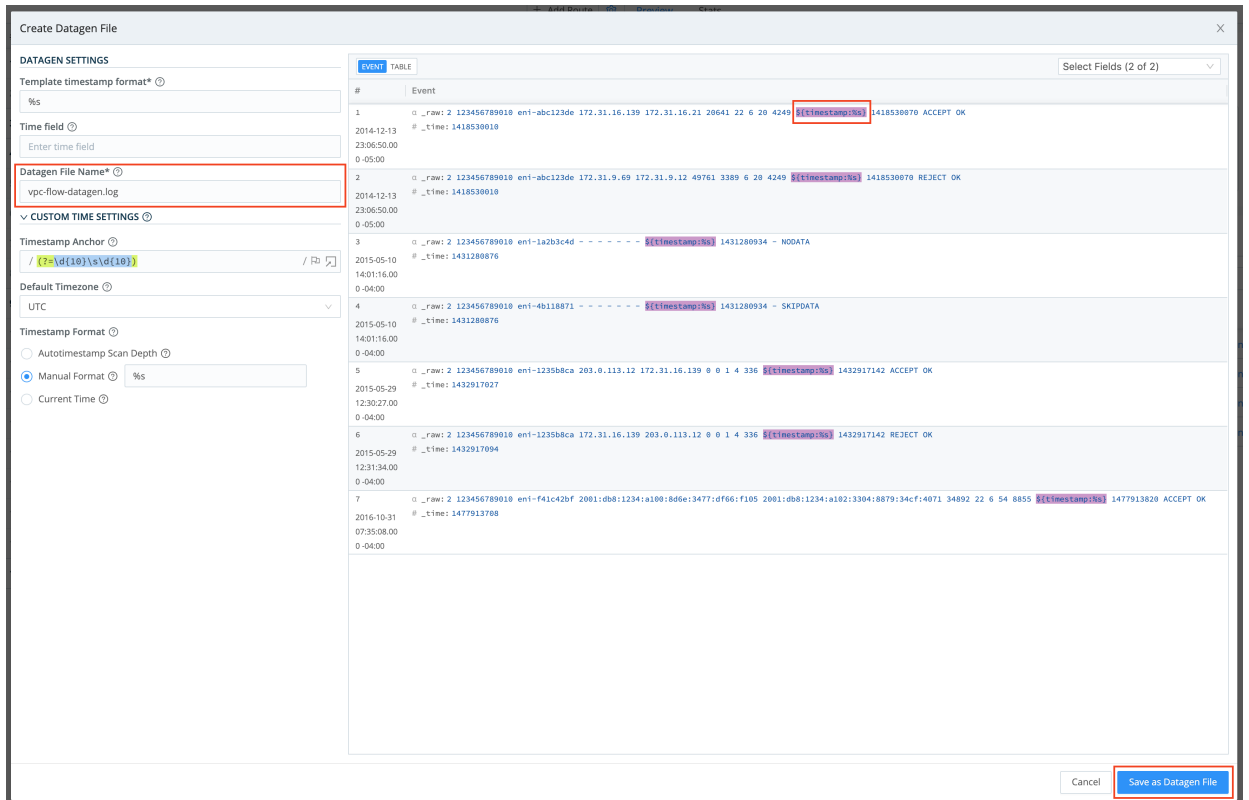 + Add Route Preview Stats
Create Datagen File
DATAGEN SETTINGS
Template timestamp format*
%s
Time field
Enter time field
Datagen File Name*
vpc-flow-datagen.log
CUSTOM TIME SETTINGS
Timestamp Anchor
/ (?=\d{10}\s\d{10}) /
Default Timezone
UTC
Timestamp Format
Autotimestamp Scan Depth
Manual Format %s
Current Time
EVENT TABLE
Select Fields (2 of 2)
# Event
1 α _raw: 2 123456789010 eni-abc123de 172.31.16.139 172.31.16.21 20641 22 6 20 4249 ${timestamp:%s} 1418530070 ACCEPT OK
2014-12-13 # _time: 1418530010
23:06:50.00
0 -05:00
2 α _raw: 2 123456789010 eni-abc123de 172.31.9.69 172.31.9.12 49761 3389 6 20 4249 ${timestamp:%s} 1418530070 REJECT OK
2014-12-13 # _time: 1418530010
23:06:50.00
0 -05:00
3 α _raw: 2 123456789010 eni-1a2b3c4d - - - - - - - ${timestamp:%s} 1431280934 - NODATA
2015-05-10 # _time: 1431280876
14:01:16.00
0 -04:00
4 α _raw: 2 123456789010 eni-4b118871 - - - - - - - ${timestamp:%s} 1431280934 - SKIPDATA
2015-05-10 # _time: 1431280876
14:01:16.00
0 -04:00
5 α _raw: 2 123456789010 eni-1235b8ca 203.0.113.12 172.31.16.139 0 0 1 4 336 ${timestamp:%s} 1432917142 ACCEPT OK
2015-05-29 # _time: 1432917027
12:30:27.00
0 -04:00
6 α _raw: 2 123456789010 eni-1235b8ca 172.31.16.139 203.0.113.12 0 0 1 4 336 ${timestamp:%s} 1432917142 REJECT OK
2015-05-29 # _time: 1432917094
12:31:34.00
0 -04:00
7 α _raw: 2 123456789010 eni-f41c42bf 2001:db8:1234:a100:8d6e:3477:df66:f105 2001:db8:1234:a102:3304:8879:34cf:4071 34892 22 6 54 8855 ${timestamp:%s} 1477913820 ACCEPT OK
2016-10-31 # _time: 1477913708
07:35:08.00
0 -04:00
Cancel Save as Datagen File